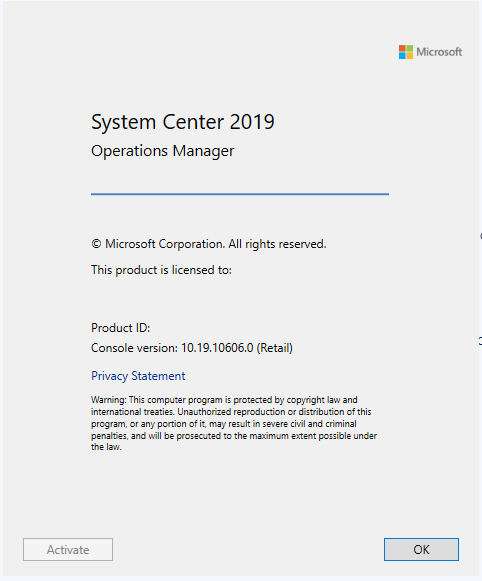 Microsoft
System Center 2019
Operations Manager
© Microsoft Corporation. All rights reserved.
This product is licensed to:
Product ID:
Console version: 10.19.10606.0 (Retail)
Privacy Statement
Warning: This computer program is protected by copyright law and
international treaties. Unauthorized reproduction or distribution of this
program, or any portion of it, may result in severe civil and criminal
penalties, and will be prosecuted to the maximum extent possible under
the law.
Activate
OK